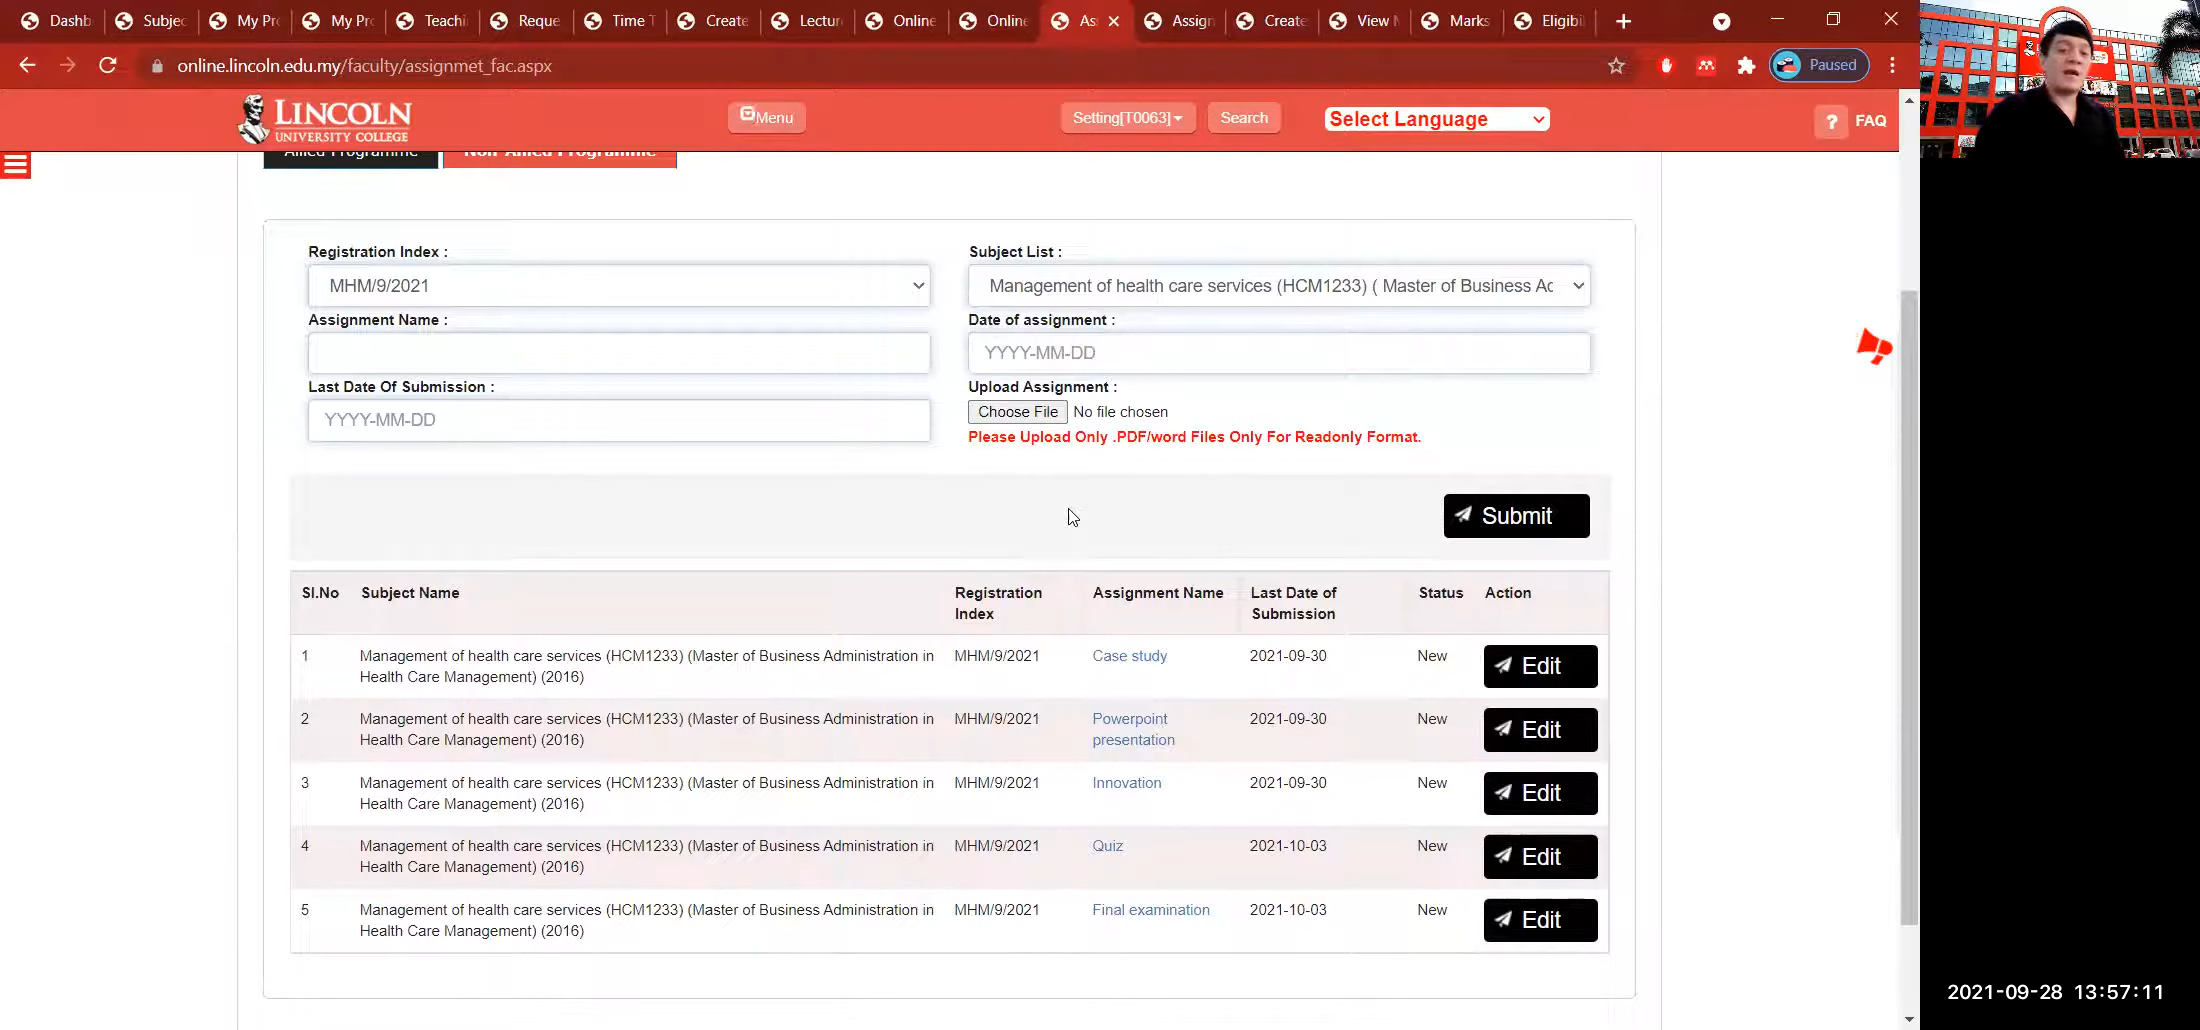 Dashb
Subjec
My Pro
My Pro
Teachi
Reque
Time T
Create
Lectur
Online
Online
As
Assign
Create
View M
Marks
Eligibi
online.lincoln.edu.my/faculty/assignmet_fac.aspx
Paused
LINCOLN
UNIVERSITY COLLEGE
Menu
Setting[T0063]
Search
Select Language
? FAQ
Allied Programme
Non-Allied Programme
Registration Index :
Subject List :
MHM/9/2021
Management of health care services (HCM1233) ( Master of Business Ac
Assignment Name :
Date of assignment :
YYYY-MM-DD
Last Date Of Submission :
Upload Assignment :
YYYY-MM-DD
Choose File No file chosen
Please Upload Only .PDF/word Files Only For Readonly Format.
Submit
Sl.No Subject Name Registration Index Assignment Name Last Date of Submission Status Action
1 Management of health care services (HCM1233) (Master of Business Administration in MHM/9/2021 Case study 2021-09-30 New Edit
Health Care Management) (2016)
2 Management of health care services (HCM1233) (Master of Business Administration in MHM/9/2021 Powerpoint 2021-09-30 New Edit
Health Care Management) (2016) presentation
3 Management of health care services (HCM1233) (Master of Business Administration in MHM/9/2021 Innovation 2021-09-30 New Edit
Health Care Management) (2016)
4 Management of health care services (HCM1233) (Master of Business Administration in MHM/9/2021 Quiz 2021-10-03 New Edit
Health Care Management) (2016)
5 Management of health care services (HCM1233) (Master of Business Administration in MHM/9/2021 Final examination 2021-10-03 New Edit
Health Care Management) (2016)
2021-09-28 13:57:11